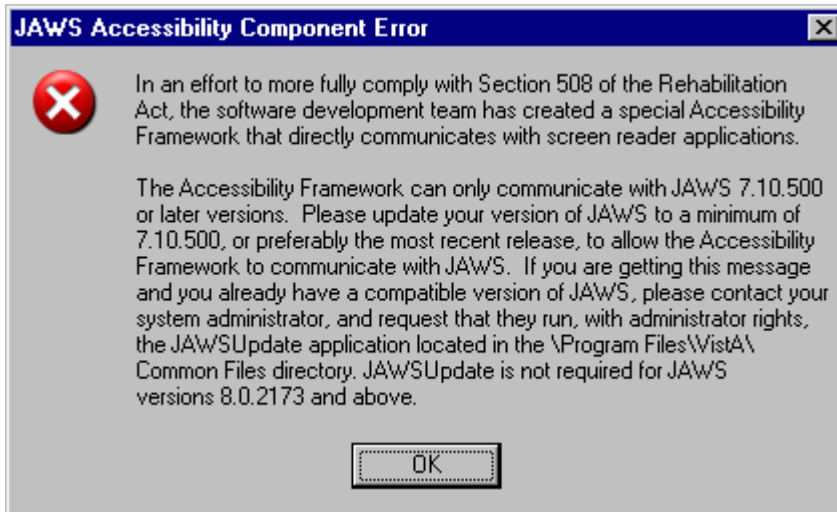 JAWS Accessibility Component Error
In an effort to more fully comply with Section 508 of the Rehabilitation
Act, the software development team has created a special Accessibility
Framework that directly communicates with screen reader applications.
The Accessibility Framework can only communicate with JAWS 7.10.500
or later versions.  Please update your version of JAWS to a minimum of
7.10.500, or preferably the most recent release, to allow the Accessibility
Framework to communicate with JAWS.  If you are getting this message
and you already have a compatible version of JAWS, please contact your
system administrator, and request that they run, with administrator rights,
the JAWSUpdate application located in the \Program Files\VistA\
Common Files directory. JAWSUpdate is not required for JAWS
versions 8.0.2173 and above.
OK